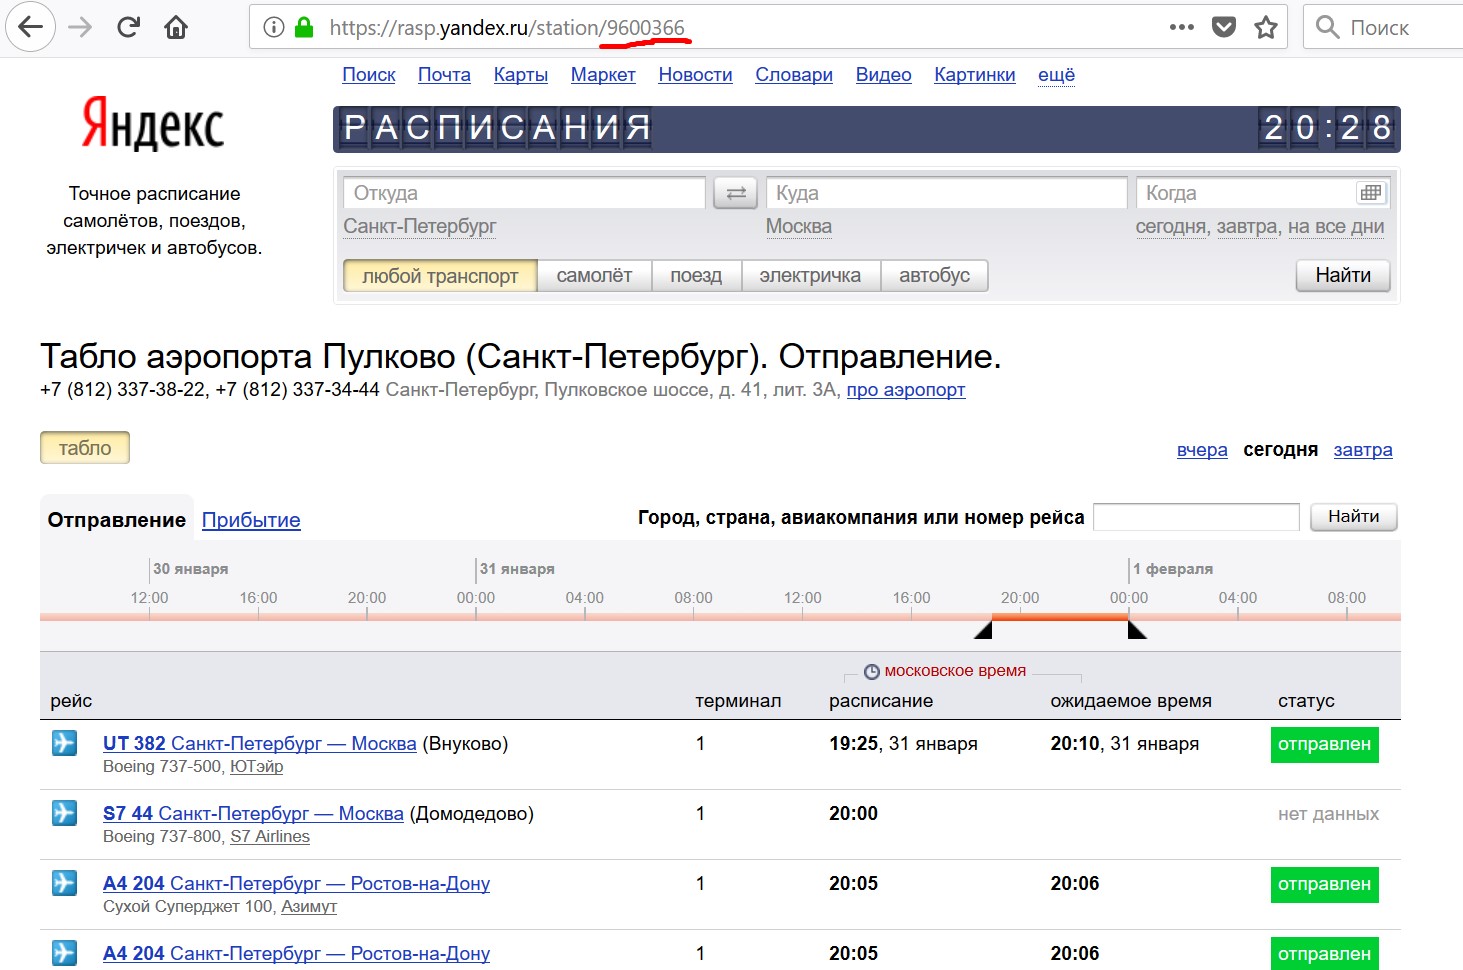 https://rasp.yandex.ru/station/9600366
Поиск
Поиск Почта Карты Маркет Новости Словари Видео Картинки ещё
Яндекс
РАСПИСАНИЯ 20:28
Точное расписание
самолётов, поездов,
электричек и автобусов.
Откуда Куда Когда
Санкт-Петербург Москва сегодня, завтра, на все дни
любой транспорт самолёт поезд электричка автобус Найти
Табло аэропорта Пулково (Санкт-Петербург). Отправление.
+7 (812) 337-38-22, +7 (812) 337-34-44 Санкт-Петербург, Пулковское шоссе, д. 41, лит. 3А, про аэропорт
табло вчера сегодня завтра
Отправление Прибытие Город, страна, авиакомпания или номер рейса Найти
30 января 31 января 1 февраля
12:00 16:00 20:00 00:00 04:00 08:00 12:00 16:00 20:00 00:00 04:00 08:00
московское время
рейс терминал расписание ожидаемое время статус
UT 382 Санкт-Петербург — Москва (Внуково) 1 19:25, 31 января 20:10, 31 января отправлен
Boeing 737-500, ЮТэйр
S7 44 Санкт-Петербург — Москва (Домодедово) 1 20:00 нет данных
Boeing 737-800, S7 Airlines
A4 204 Санкт-Петербург — Ростов-на-Дону 1 20:05 20:06 отправлен
Сухой Суперджет 100, Азимут
A4 204 Санкт-Петербург — Ростов-на-Дону 1 20:05 20:06 отправлен